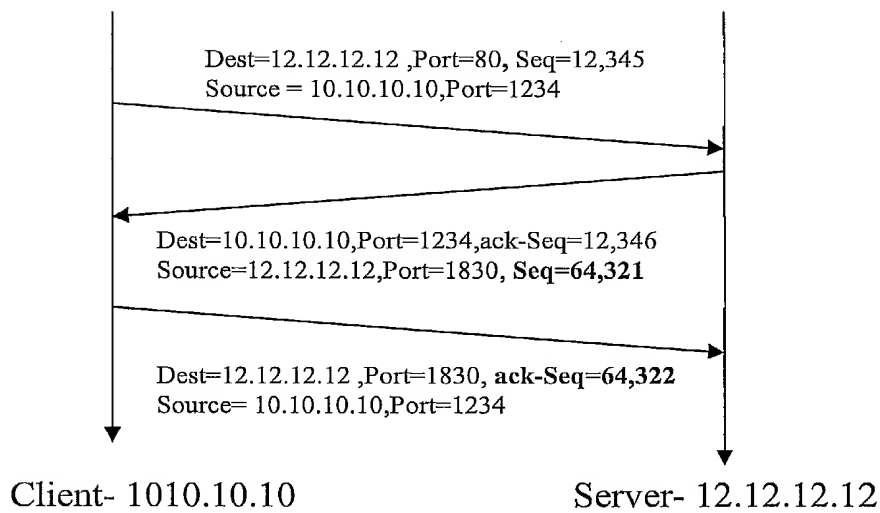 Dest=12.12.12.12 ,Port=80, Seq=12,345
Source = 10.10.10.10,Port=1234
Dest=10.10.10.10,Port=1234,ack-Seq=12,346
Source=12.12.12.12,Port=1830, Seq=64,321
Dest=12.12.12.12 ,Port=1830, ack-Seq=64,322
Source= 10.10.10.10,Port=1234
Client- 1010.10.10
Server- 12.12.12.12